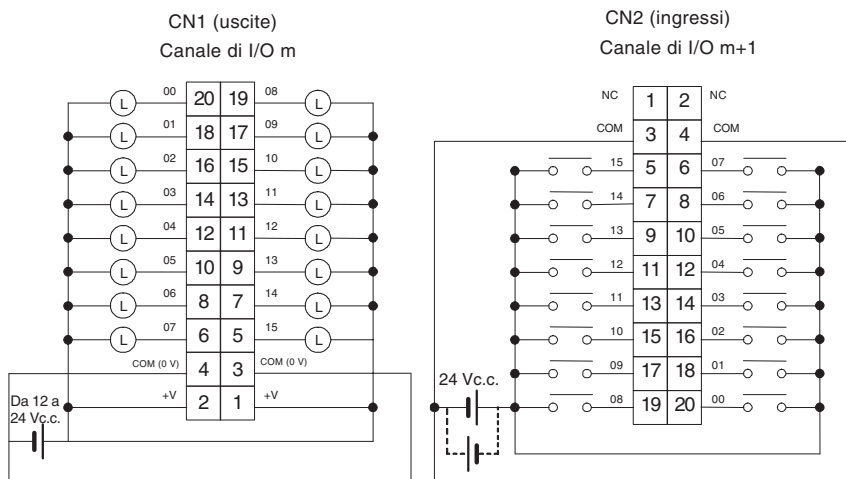 CN1 (uscite)
Canale di I/O m
L 00 20 19 08 L
L 01 18 17 09 L
L 02 16 15 10 L
L 03 14 13 11 L
L 04 12 11 12 L
L 05 10 9 13 L
L 06 8 7 14 L
L 07 6 5 15 L
COM (0 V) 4 3 COM (0 V)
+V 2 1 +V
Da 12 a
24 Vc.c.
CN2 (ingressi)
Canale di I/O m+1
NC 1 2 NC
COM 3 4 COM
15 5 6 07
14 7 8 06
13 9 10 05
12 11 12 04
11 13 14 03
10 15 16 02
09 17 18 01
24 Vc.c.
08 19 20 00